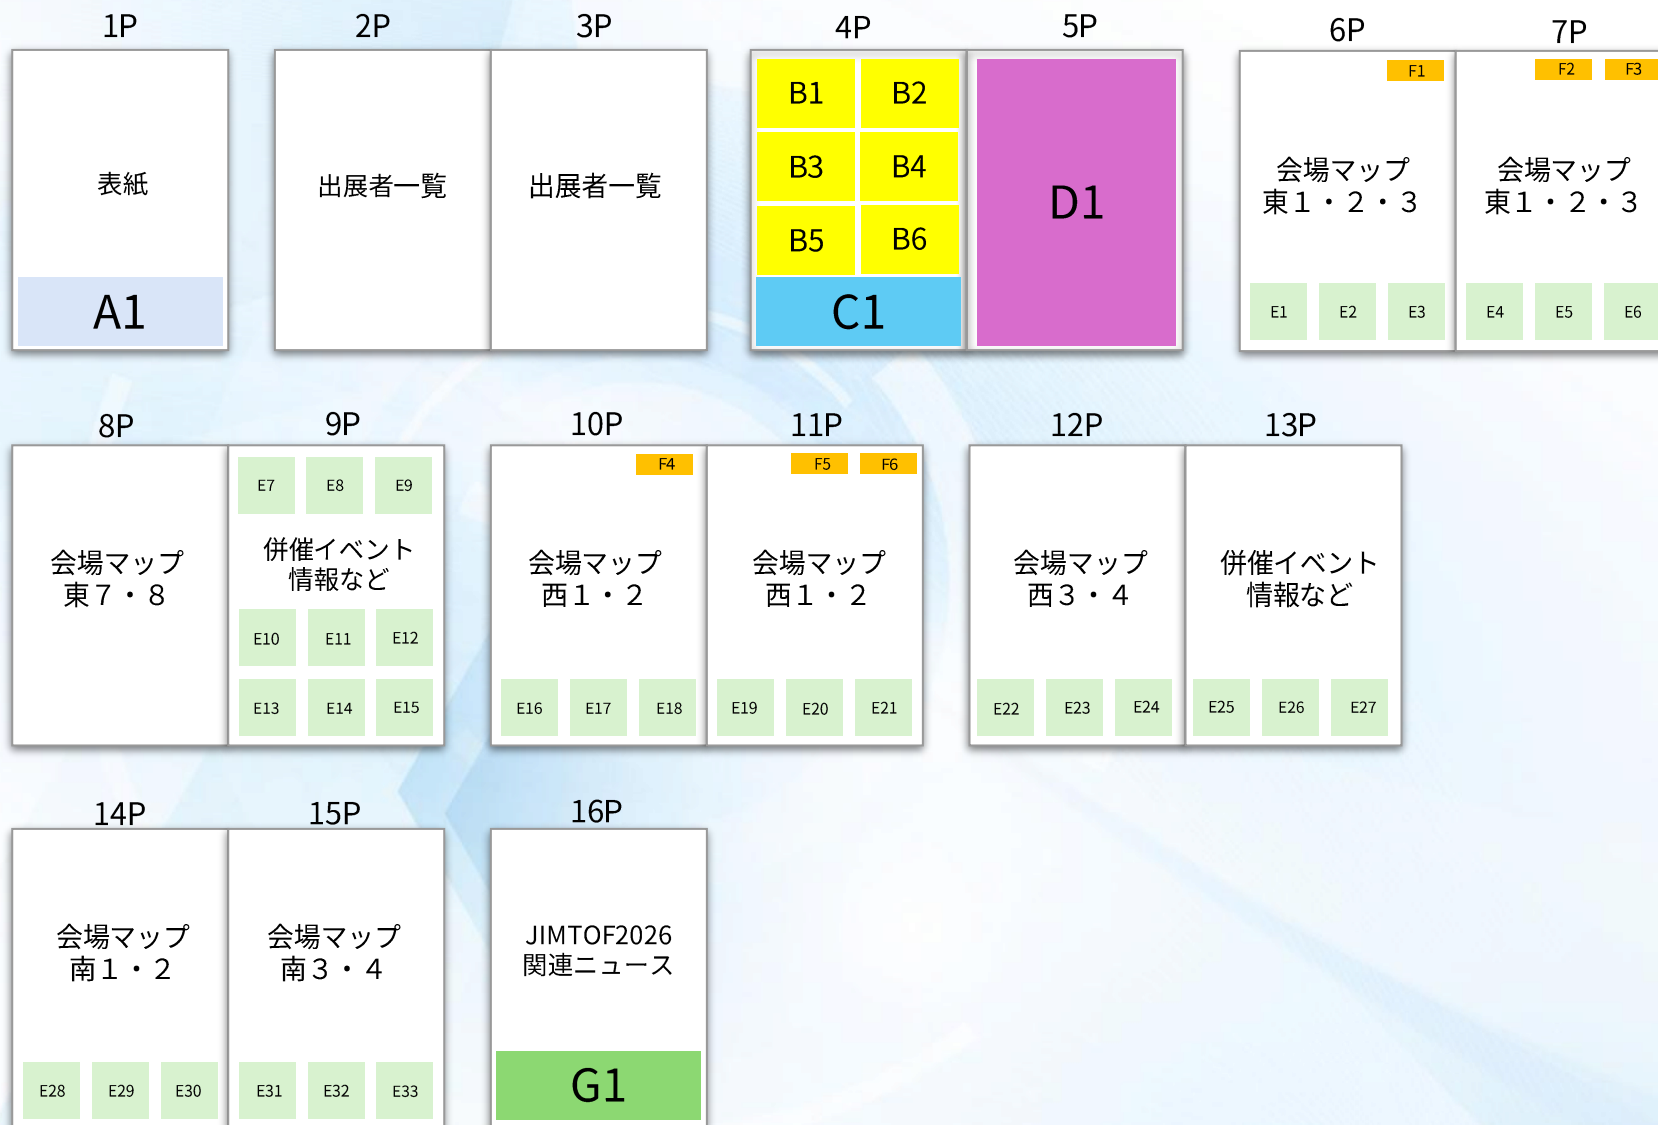 1P
表紙
A1
2P
出展者一覧
3P
出展者一覧
4P
B1
B2
B3
B4
B5
B6
C1
5P
D1
6P
F1
会場マップ
東１・２・３
E1
E2
E3
7P
F2
F3
会場マップ
東１・２・３
E4
E5
E6
8P
会場マップ
東７・８
9P
E7
E8
E9
併催イベント
情報など
E10
E11
E12
E13
E14
E15
10P
F4
会場マップ
西１・２
E16
E17
E18
11P
F5
F6
会場マップ
西１・２
E19
E20
E21
12P
会場マップ
西３・４
E22
E23
E24
13P
併催イベント
情報など
E25
E26
E27
14P
会場マップ
南１・２
E28
E29
E30
15P
会場マップ
南３・４
E31
E32
E33
16P
JIMTOF2026
関連ニュース
G1